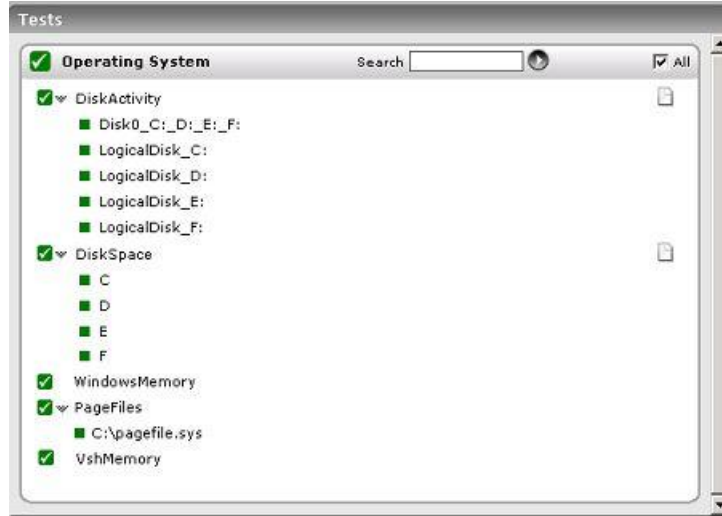 Tests
Operating System Search All
DiskActivity
Disk0_C:_D:_E:_F:
LogicalDisk_C:
LogicalDisk_D:
LogicalDisk_E:
LogicalDisk_F:
DiskSpace
C
D
E
F
WindowsMemory
PageFiles
C:\pagefile.sys
VshMemory